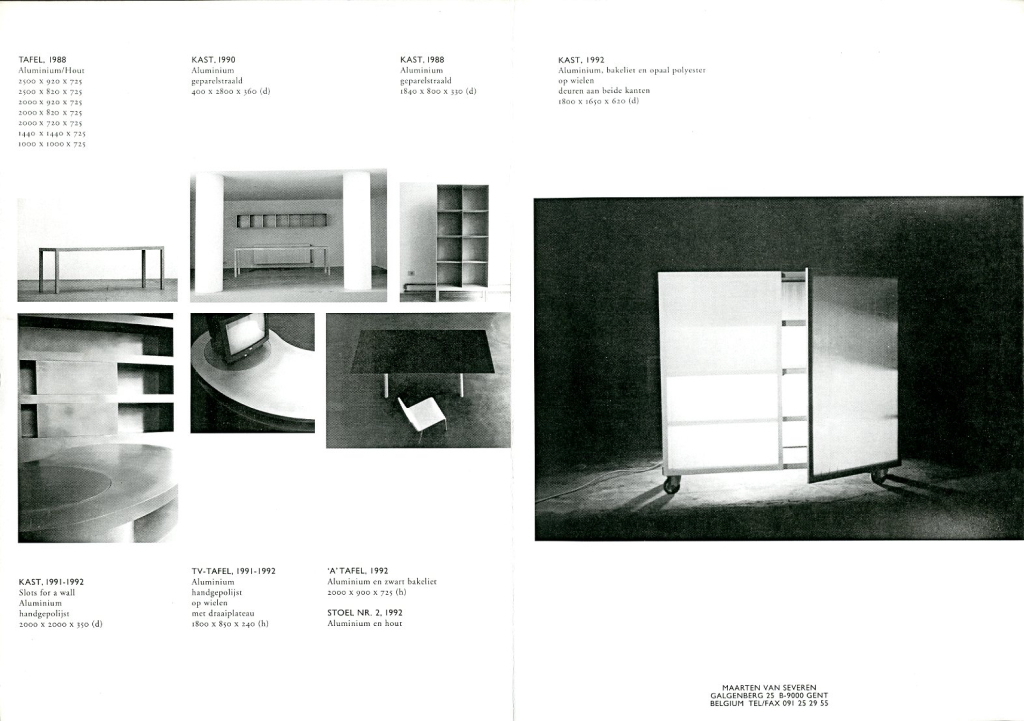 TAFEL, 1988
Aluminium/Hout
2500 x 920 x 725
2500 x 820 x 725
2000 x 920 x 725
2000 x 820 x 725
2000 x 720 x 725
1440 x 1440 x 725
1000 x 1000 x 725
KAST, 1990
Aluminium
geparelstraald
400 x 2800 x 360 (d)
KAST, 1988
Aluminium
geparelstraald
1840 x 800 x 330 (d)
KAST, 1992
Aluminium, bakeliet en opaal polyester
op wielen
deuren aan beide kanten
1800 x 1650 x 620 (d)
KAST, 1991-1992
Slots for a wall
Aluminium
handgepolijst
2000 x 2000 x 350 (d)
TV-TAFEL, 1991-1992
Aluminium
handgepolijst
op wielen
met draaiplateau
1800 x 850 x 240 (h)
'A' TAFEL, 1992
Aluminium en zwart bakeliet
2000 x 900 x 725 (h)
STOEL NR. 2, 1992
Aluminium en hout
MAARTEN VAN SEVEREN
GALGENBERG 25 B-9000 GENT
BELGIUM TEL/FAX 091 25 29 55